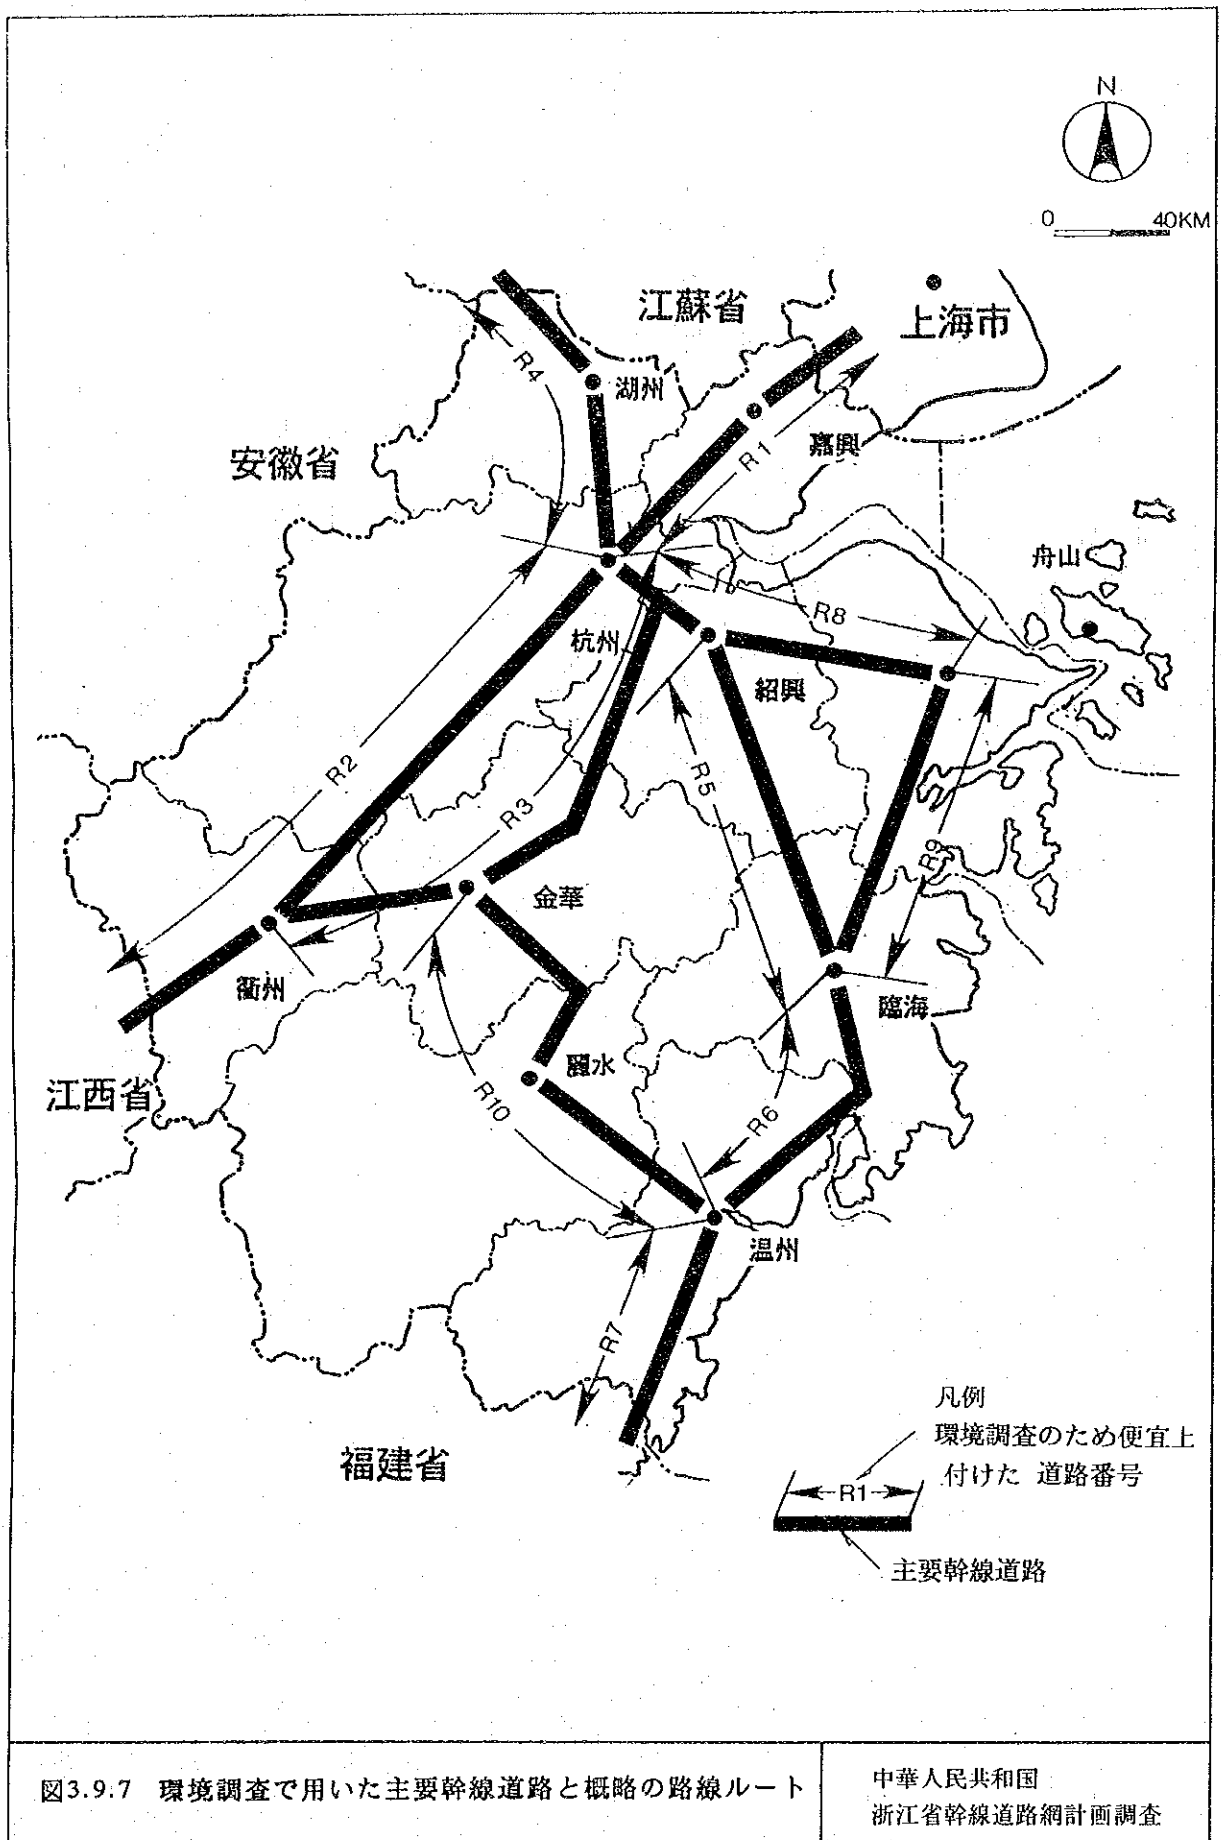 N
0 40KM
江蘇省
上海市
R4
湖州
R1
嘉興
安徽省
舟山
R8
杭州
紹興
R2
R5
R3
R9
金華
衢州
臨海
麗水
江西省
R10
R6
温州
R7
福建省
凡例
環境調査のため便宜上
付けた 道路番号
R1
主要幹線道路
図3.9.7 環境調査で用いた主要幹線道路と概略の路線ルート
中華人民共和国
浙江省幹線道路網計画調査